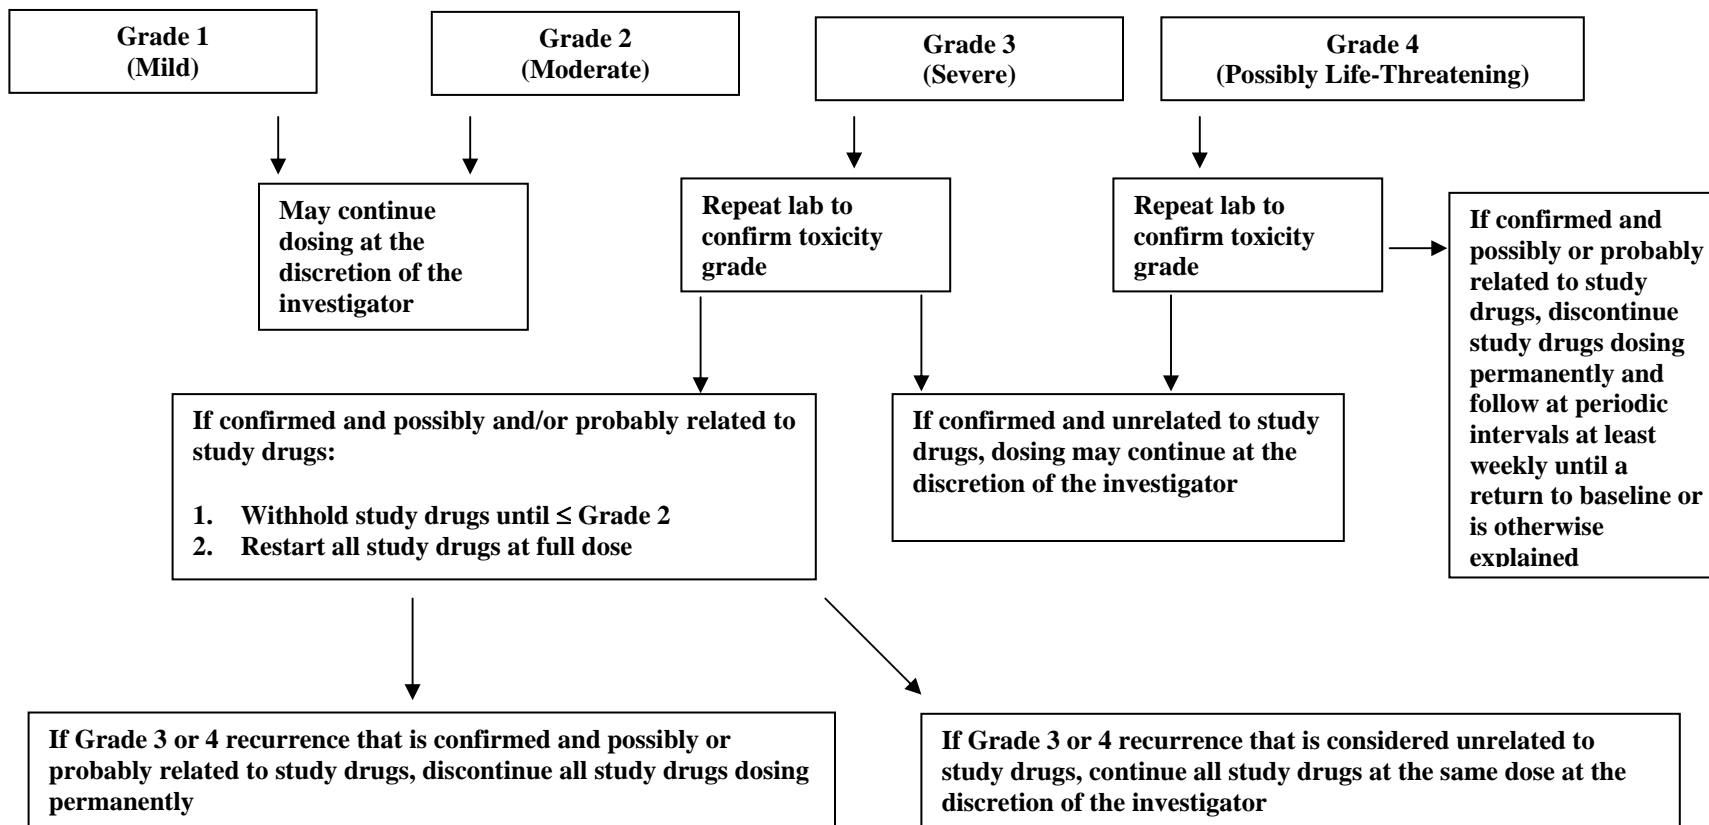 Grade 1
(Mild)
Grade 2
(Moderate)
Grade 3
(Severe)
Grade 4
(Possibly Life-Threatening)
May continue
dosing at the
discretion of the
investigator
Repeat lab to
confirm toxicity
grade
Repeat lab to
confirm toxicity
grade
If confirmed and
possibly or probably
related to study
drugs, discontinue
study drugs dosing
permanently and
follow at periodic
intervals at least
weekly until a
return to baseline or
is otherwise
explained
If confirmed and possibly and/or probably related to
study drugs:
1. Withhold study drugs until ≤ Grade 2
2. Restart all study drugs at full dose
If confirmed and unrelated to study
drugs, dosing may continue at the
discretion of the investigator
If Grade 3 or 4 recurrence that is confirmed and possibly or
probably related to study drugs, discontinue all study drugs dosing
permanently
If Grade 3 or 4 recurrence that is considered unrelated to
study drugs, continue all study drugs at the same dose at the
discretion of the investigator